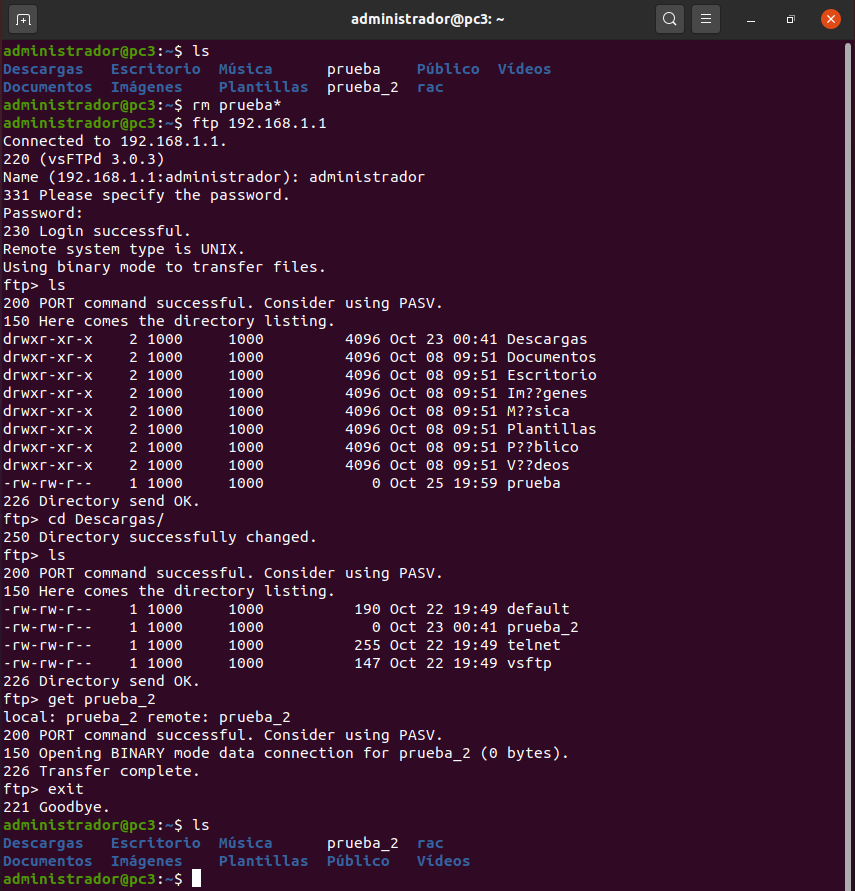 administrador@pc3: ~
administrador@pc3:~$ ls
Descargas   Escritorio  Música      prueba    Público  Vídeos
Documentos  Imágenes    Plantillas  prueba_2  rac
administrador@pc3:~$ rm prueba*
administrador@pc3:~$ ftp 192.168.1.1
Connected to 192.168.1.1.
220 (vsFTPd 3.0.3)
Name (192.168.1.1:administrador): administrador
331 Please specify the password.
Password:
230 Login successful.
Remote system type is UNIX.
Using binary mode to transfer files.
ftp> ls
200 PORT command successful. Consider using PASV.
150 Here comes the directory listing.
drwxr-xr-x    2 1000     1000         4096 Oct 23 00:41 Descargas
drwxr-xr-x    2 1000     1000         4096 Oct 08 09:51 Documentos
drwxr-xr-x    2 1000     1000         4096 Oct 08 09:51 Escritorio
drwxr-xr-x    2 1000     1000         4096 Oct 08 09:51 Im??genes
drwxr-xr-x    2 1000     1000         4096 Oct 08 09:51 M??sica
drwxr-xr-x    2 1000     1000         4096 Oct 08 09:51 Plantillas
drwxr-xr-x    2 1000     1000         4096 Oct 08 09:51 P??blico
drwxr-xr-x    2 1000     1000         4096 Oct 08 09:51 V??deos
-rw-rw-r--    1 1000     1000            0 Oct 25 19:59 prueba
226 Directory send OK.
ftp> cd Descargas/
250 Directory successfully changed.
ftp> ls
200 PORT command successful. Consider using PASV.
150 Here comes the directory listing.
-rw-rw-r--    1 1000     1000          190 Oct 22 19:49 default
-rw-rw-r--    1 1000     1000            0 Oct 23 00:41 prueba_2
-rw-rw-r--    1 1000     1000          255 Oct 22 19:49 telnet
-rw-rw-r--    1 1000     1000          147 Oct 22 19:49 vsftp
226 Directory send OK.
ftp> get prueba_2
local: prueba_2 remote: prueba_2
200 PORT command successful. Consider using PASV.
150 Opening BINARY mode data connection for prueba_2 (0 bytes).
226 Transfer complete.
ftp> exit
221 Goodbye.
administrador@pc3:~$ ls
Descargas   Escritorio  Música      prueba_2  rac
Documentos  Imágenes    Plantillas  Público   Vídeos
administrador@pc3:~$